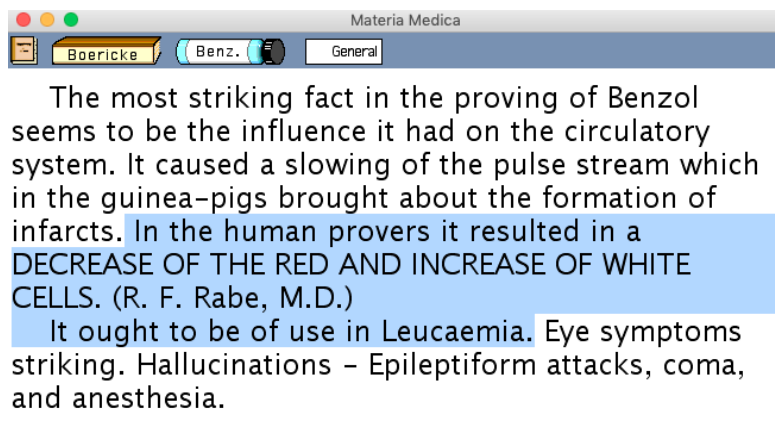 Materia Medica
Boericke Benz. General
The most striking fact in the proving of Benzol
seems to be the influence it had on the circulatory
system. It caused a slowing of the pulse stream which
in the guinea-pigs brought about the formation of
infarcts. In the human provers it resulted in a
DECREASE OF THE RED AND INCREASE OF WHITE
CELLS. (R. F. Rabe, M.D.)
It ought to be of use in Leucaemia. Eye symptoms
striking. Hallucinations - Epileptiform attacks, coma,
and anesthesia.